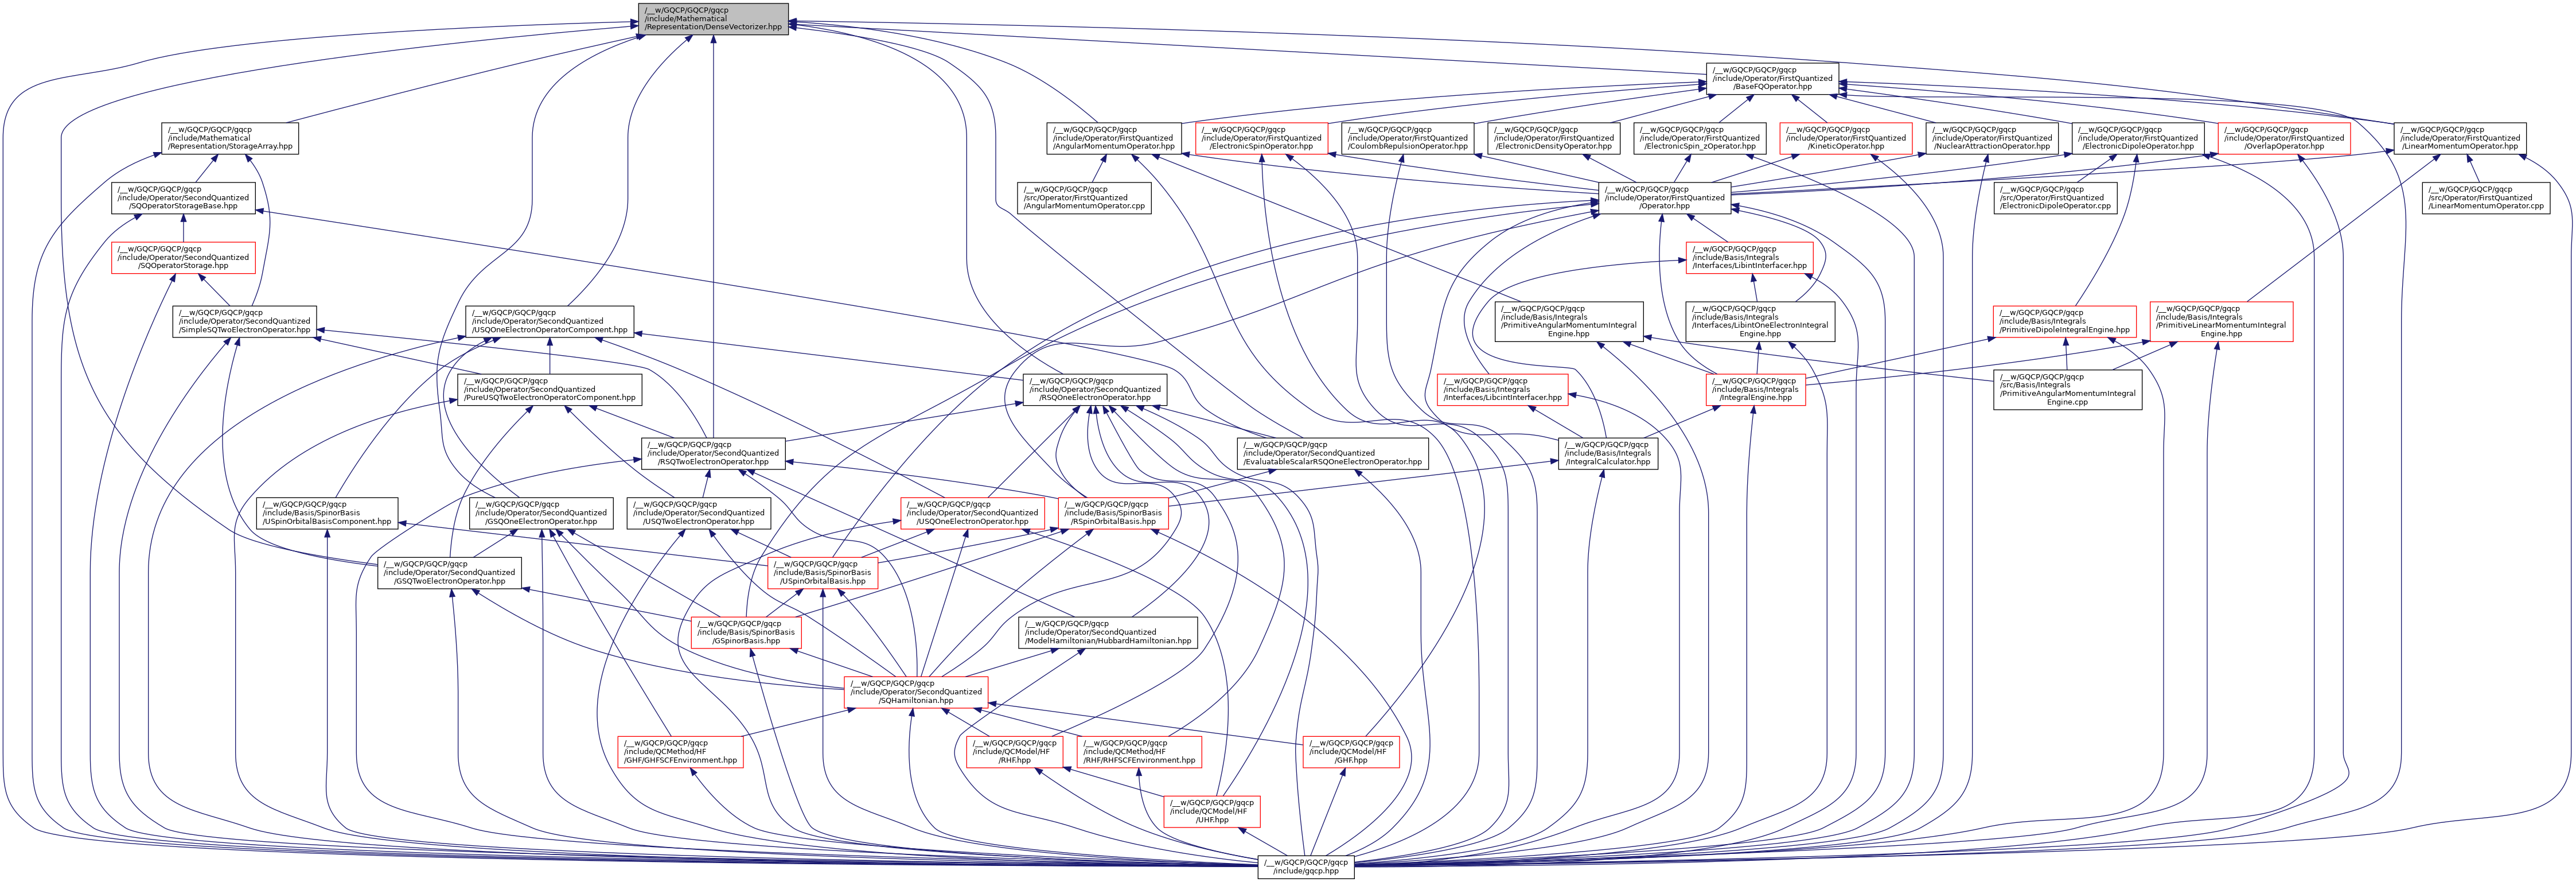 /__w/GQCP/GQCP/gqcp
/include/Mathematical
/Representation/DenseVectorizer.hpp
/__w/GQCP/GQCP/gqcp
/include/Operator/FirstQuantized
/BaseFQOperator.hpp
/__w/GQCP/GQCP/gqcp
/include/Mathematical
/Representation/StorageArray.hpp
/__w/GQCP/GQCP/gqcp
/include/Operator/FirstQuantized
/AngularMomentumOperator.hpp
/__w/GQCP/GQCP/gqcp
/include/Operator/FirstQuantized
/ElectronicSpinOperator.hpp
/__w/GQCP/GQCP/gqcp
/include/Operator/FirstQuantized
/CoulombRepulsionOperator.hpp
/__w/GQCP/GQCP/gqcp
/include/Operator/FirstQuantized
/ElectronicDensityOperator.hpp
/__w/GQCP/GQCP/gqcp
/include/Operator/FirstQuantized
/ElectronicSpin_zOperator.hpp
/__w/GQCP/GQCP/gqcp
/include/Operator/FirstQuantized
/KineticOperator.hpp
/__w/GQCP/GQCP/gqcp
/include/Operator/FirstQuantized
/NuclearAttractionOperator.hpp
/__w/GQCP/GQCP/gqcp
/include/Operator/FirstQuantized
/ElectronicDipoleOperator.hpp
/__w/GQCP/GQCP/gqcp
/include/Operator/FirstQuantized
/OverlapOperator.hpp
/__w/GQCP/GQCP/gqcp
/include/Operator/FirstQuantized
/LinearMomentumOperator.hpp
/__w/GQCP/GQCP/gqcp
/include/Operator/SecondQuantized
/SQOperatorStorageBase.hpp
/__w/GQCP/GQCP/gqcp
/src/Operator/FirstQuantized
/AngularMomentumOperator.cpp
/__w/GQCP/GQCP/gqcp
/include/Operator/FirstQuantized
/Operator.hpp
/__w/GQCP/GQCP/gqcp
/src/Operator/FirstQuantized
/ElectronicDipoleOperator.cpp
/__w/GQCP/GQCP/gqcp
/src/Operator/FirstQuantized
/LinearMomentumOperator.cpp
/__w/GQCP/GQCP/gqcp
/include/Operator/SecondQuantized
/SQOperatorStorage.hpp
/__w/GQCP/GQCP/gqcp
/include/Basis/Integrals
/Interfaces/LibintInterfacer.hpp
/__w/GQCP/GQCP/gqcp
/include/Operator/SecondQuantized
/SimpleSQTwoElectronOperator.hpp
/__w/GQCP/GQCP/gqcp
/include/Operator/SecondQuantized
/USQOneElectronOperatorComponent.hpp
/__w/GQCP/GQCP/gqcp
/include/Basis/Integrals
/PrimitiveAngularMomentumIntegral
Engine.hpp
/__w/GQCP/GQCP/gqcp
/include/Basis/Integrals
/Interfaces/LibintOneElectronIntegral
Engine.hpp
/__w/GQCP/GQCP/gqcp
/include/Basis/Integrals
/PrimitiveDipoleIntegralEngine.hpp
/__w/GQCP/GQCP/gqcp
/include/Basis/Integrals
/PrimitiveLinearMomentumIntegral
Engine.hpp
/__w/GQCP/GQCP/gqcp
/include/Operator/SecondQuantized
/PureUSQTwoElectronOperatorComponent.hpp
/__w/GQCP/GQCP/gqcp
/include/Operator/SecondQuantized
/RSQOneElectronOperator.hpp
/__w/GQCP/GQCP/gqcp
/include/Basis/Integrals
/Interfaces/LibcintInterfacer.hpp
/__w/GQCP/GQCP/gqcp
/include/Basis/Integrals
/IntegralEngine.hpp
/__w/GQCP/GQCP/gqcp
/src/Basis/Integrals
/PrimitiveAngularMomentumIntegral
Engine.cpp
/__w/GQCP/GQCP/gqcp
/include/Operator/SecondQuantized
/RSQTwoElectronOperator.hpp
/__w/GQCP/GQCP/gqcp
/include/Operator/SecondQuantized
/EvaluatableScalarRSQOneElectronOperator.hpp
/__w/GQCP/GQCP/gqcp
/include/Basis/Integrals
/IntegralCalculator.hpp
/__w/GQCP/GQCP/gqcp
/include/Basis/SpinorBasis
/USpinOrbitalBasisComponent.hpp
/__w/GQCP/GQCP/gqcp
/include/Operator/SecondQuantized
/GSQOneElectronOperator.hpp
/__w/GQCP/GQCP/gqcp
/include/Operator/SecondQuantized
/USQTwoElectronOperator.hpp
/__w/GQCP/GQCP/gqcp
/include/Operator/SecondQuantized
/USQOneElectronOperator.hpp
/__w/GQCP/GQCP/gqcp
/include/Basis/SpinorBasis
/RSpinOrbitalBasis.hpp
/__w/GQCP/GQCP/gqcp
/include/Operator/SecondQuantized
/GSQTwoElectronOperator.hpp
/__w/GQCP/GQCP/gqcp
/include/Basis/SpinorBasis
/USpinOrbitalBasis.hpp
/__w/GQCP/GQCP/gqcp
/include/Basis/SpinorBasis
/GSpinorBasis.hpp
/__w/GQCP/GQCP/gqcp
/include/Operator/SecondQuantized
/ModelHamiltonian/HubbardHamiltonian.hpp
/__w/GQCP/GQCP/gqcp
/include/Operator/SecondQuantized
/SQHamiltonian.hpp
/__w/GQCP/GQCP/gqcp
/include/QCMethod/HF
/GHF/GHFSCFEnvironment.hpp
/__w/GQCP/GQCP/gqcp
/include/QCModel/HF
/RHF.hpp
/__w/GQCP/GQCP/gqcp
/include/QCMethod/HF
/RHF/RHFSCFEnvironment.hpp
/__w/GQCP/GQCP/gqcp
/include/QCModel/HF
/GHF.hpp
/__w/GQCP/GQCP/gqcp
/include/QCModel/HF
/UHF.hpp
/__w/GQCP/GQCP/gqcp
/include/gqcp.hpp